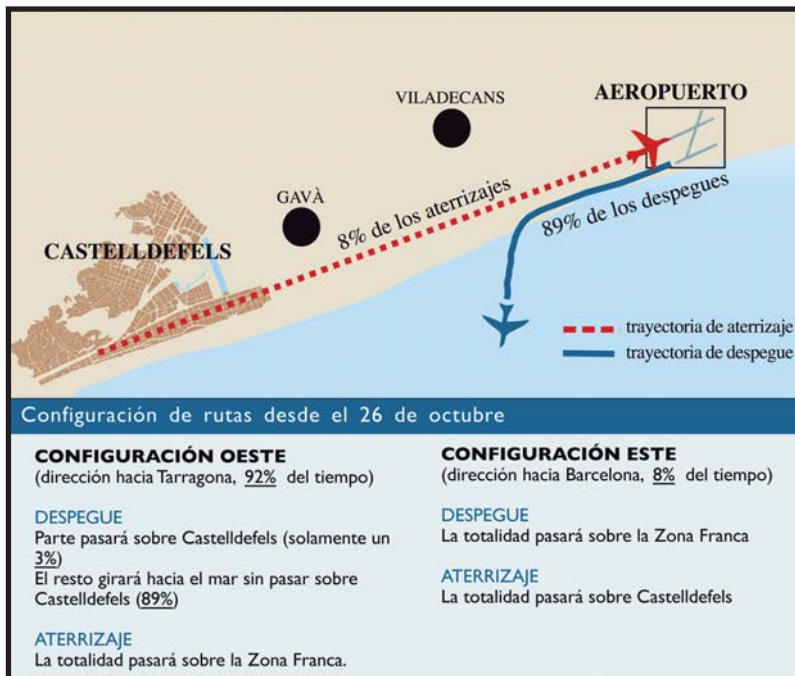 AEROPUERTO
VILADECANS
GAVÀ
8% de los aterrizajes
89% de los despegues
CASTELLDEFELS
trayectoria de aterrizaje
trayectoria de despegue
Configuración de rutas desde el 26 de octubre
CONFIGURACIÓN OESTE
(dirección hacia Tarragona, 92% del tiempo)
DESPEGUE
Parte pasará sobre Castelldefels (solamente un
3%)
El resto girará hacia el mar sin pasar sobre
Castelldefels (89%)
ATERRIZAJE
La totalidad pasará sobre la Zona Franca.
CONFIGURACIÓN ESTE
(dirección hacia Barcelona, 8% del tiempo)
DESPEGUE
La totalidad pasará sobre la Zona Franca
ATERRIZAJE
La totalidad pasará sobre Castelldefels